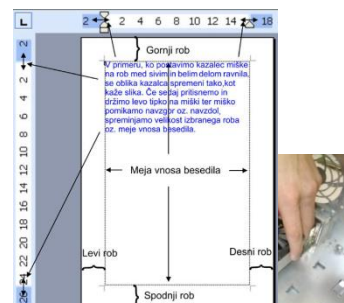 L 2 2 4 6 8 10 12 14 18
Gornji rob
V primeru, ko postavimo kazalec miške
na rob med sivim in belim delom ravnila,
se oblika kazalca spremeni tako,kot
kaže slika. Če sedaj pritisnemo in
držimo levo tipko na miški ter miško
pomikamo navzgor oz. navzdol,
spreminjamo velikost izbranega roba
oz. meje vnosa besedila.
Meja vnosa besedila
Levi rob
Desni rob
Spodnji rob
2
2
4
6
8
10
12
14
16
18
20
22
24
26